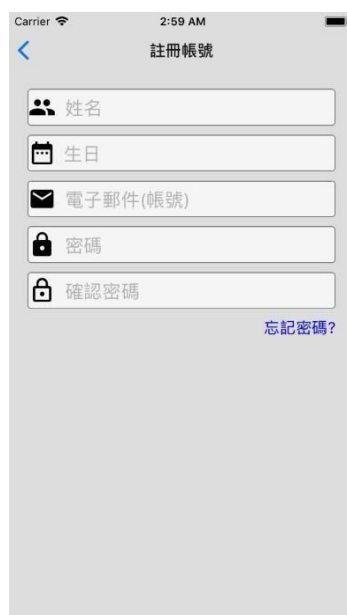 Carrier 2:59 AM
註冊帳號
姓名
生日
電子郵件(帳號)
密碼
確認密碼
忘記密碼?